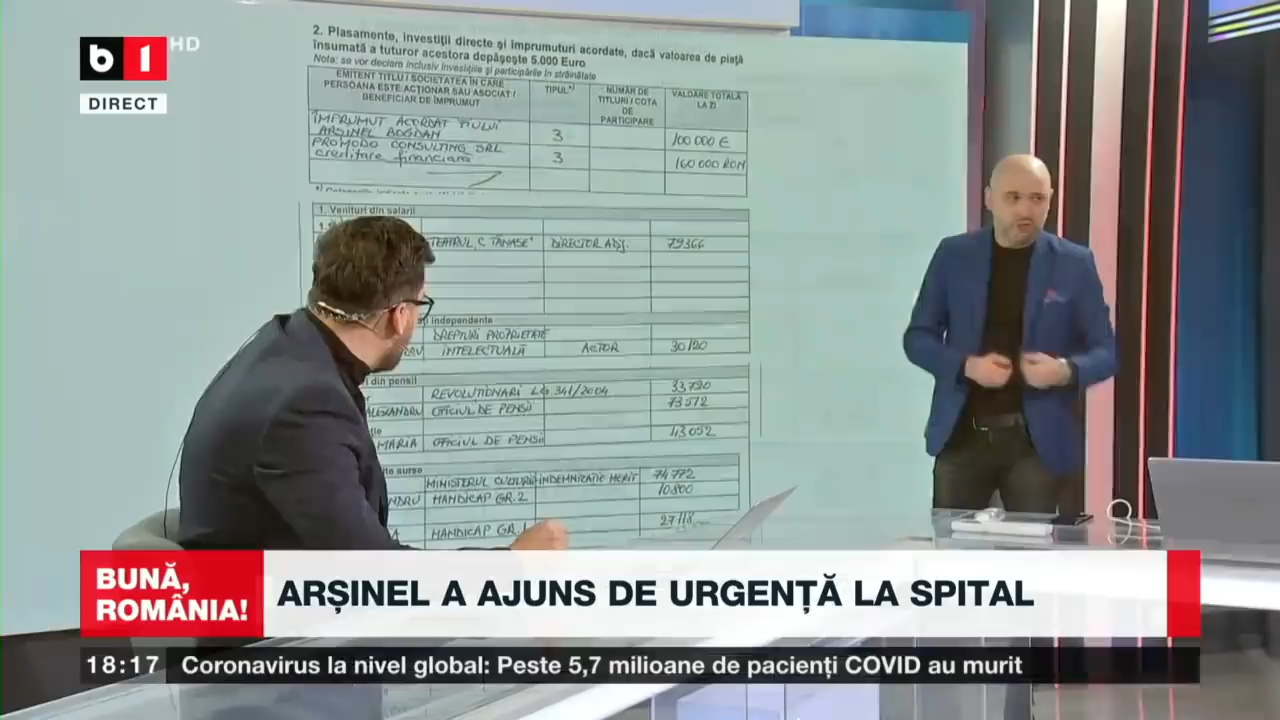 b1 HD
DIRECT
2. Plasamente, investiții directe și împrumuturi acordate, dacă valoarea de piață
însumată a tuturor acestora depășește 5.000 Euro
Nota: se vor declara inclusiv investițiile și participările în străinătate
EMITENT TITLU / SOCIETATEA ÎN CARE PERSOANA ESTE ACȚIONAR SAU ASOCIAT / BENEFICIAR DE ÎMPRUMUT TIPUL*) NUMĂR DE TITLURI / COTA DE PARTICIPARE VALOARE TOTALĂ LA ZI
ÎMPRUMUT ACORDAT FIULUI
ARȘINEL BOGDAN 3 100 000 €
PROMODO CONSULTING SRL
creditare financiară 3 160 000 RON
1. Venituri din salarii
TEATRUL „C. TĂNASE" DIRECTOR ADJ. 79366
independente
DREPTURI PROPRIETATE
INTELECTUALĂ ACTOR 30120
din pensii
REVOLUȚIONARI LG 341/2004 33790
ALEXANDRU OFICIUL DE PENSII 73572
MARIA OFICIUL DE PENSII 43052
surse
MINISTERUL CULTURII INDEMNIZAȚIE MERIT 74772
HANDICAP GR. 2 10800
HANDICAP GR. 1 27118
BUNĂ,
ROMÂNIA!
ARȘINEL A AJUNS DE URGENȚĂ LA SPITAL
18:17 Coronavirus la nivel global: Peste 5,7 milioane de pacienți COVID au murit